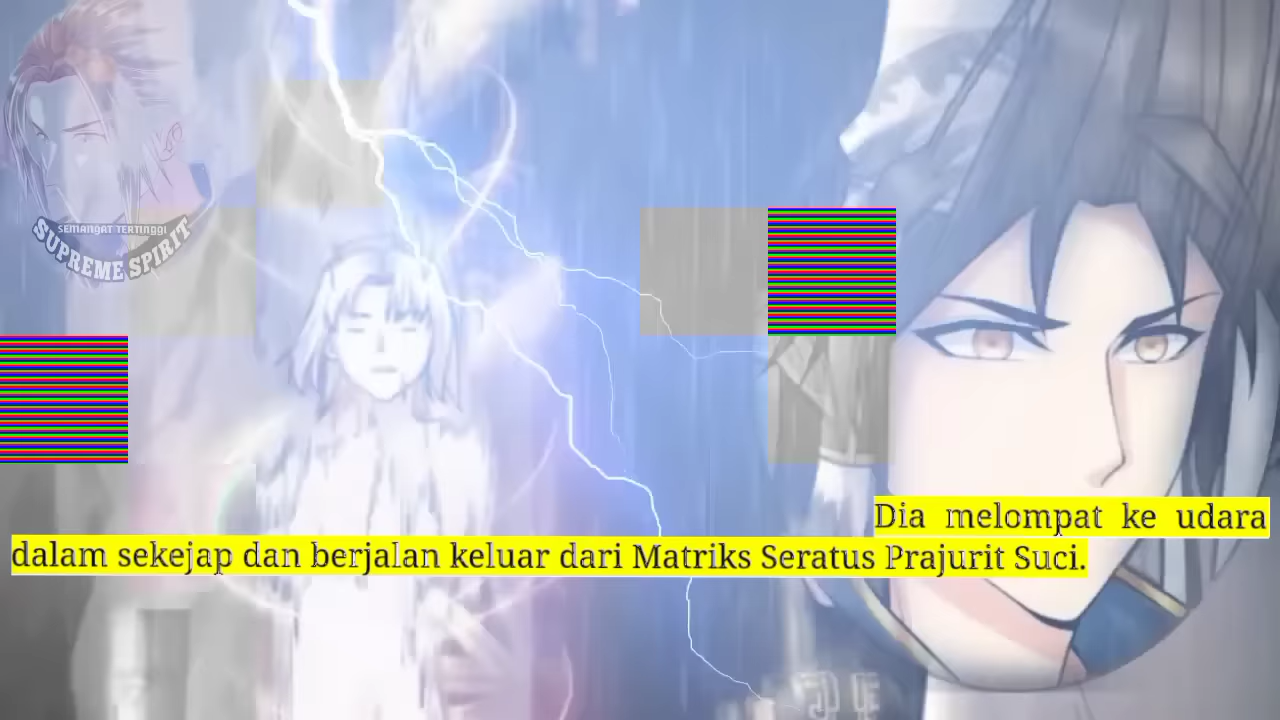 SEMANGAT TERTINGGI
SUPREME SPIRIT
Dia melompat ke udara
dalam sekejap dan berjalan keluar dari Matriks Seratus Prajurit Suci.